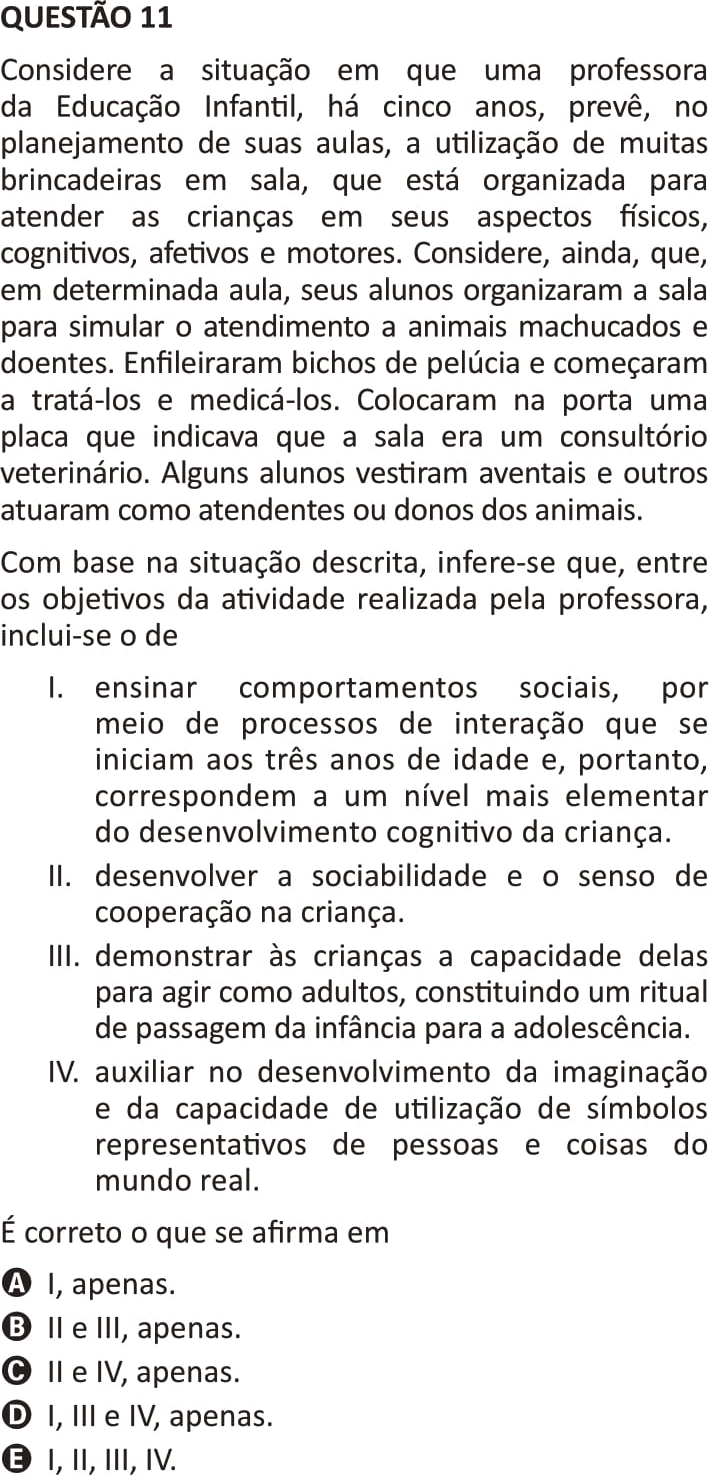 QUESTÃO 11
Considere a situação em que uma professora
da Educação Infantil, há cinco anos, prevê, no
planejamento de suas aulas, a utilização de muitas
brincadeiras em sala, que está organizada para
atender as crianças em seus aspectos físicos,
cognitivos, afetivos e motores. Considere, ainda, que,
em determinada aula, seus alunos organizaram a sala
para simular o atendimento a animais machucados e
doentes. Enfileiraram bichos de pelúcia e começaram
a tratá-los e medicá-los. Colocaram na porta uma
placa que indicava que a sala era um consultório
veterinário. Alguns alunos vestiram aventais e outros
atuaram como atendentes ou donos dos animais.
Com base na situação descrita, infere-se que, entre
os objetivos da atividade realizada pela professora,
inclui-se o de
I. ensinar comportamentos sociais, por
meio de processos de interação que se
iniciam aos três anos de idade e, portanto,
correspondem a um nível mais elementar
do desenvolvimento cognitivo da criança.
II. desenvolver a sociabilidade e o senso de
cooperação na criança.
III. demonstrar às crianças a capacidade delas
para agir como adultos, constituindo um ritual
de passagem da infância para a adolescência.
IV. auxiliar no desenvolvimento da imaginação
e da capacidade de utilização de símbolos
representativos de pessoas e coisas do
mundo real.
É correto o que se afirma em
A I, apenas.
B II e III, apenas.
C II e IV, apenas.
D I, III e IV, apenas.
E I, II, III, IV.